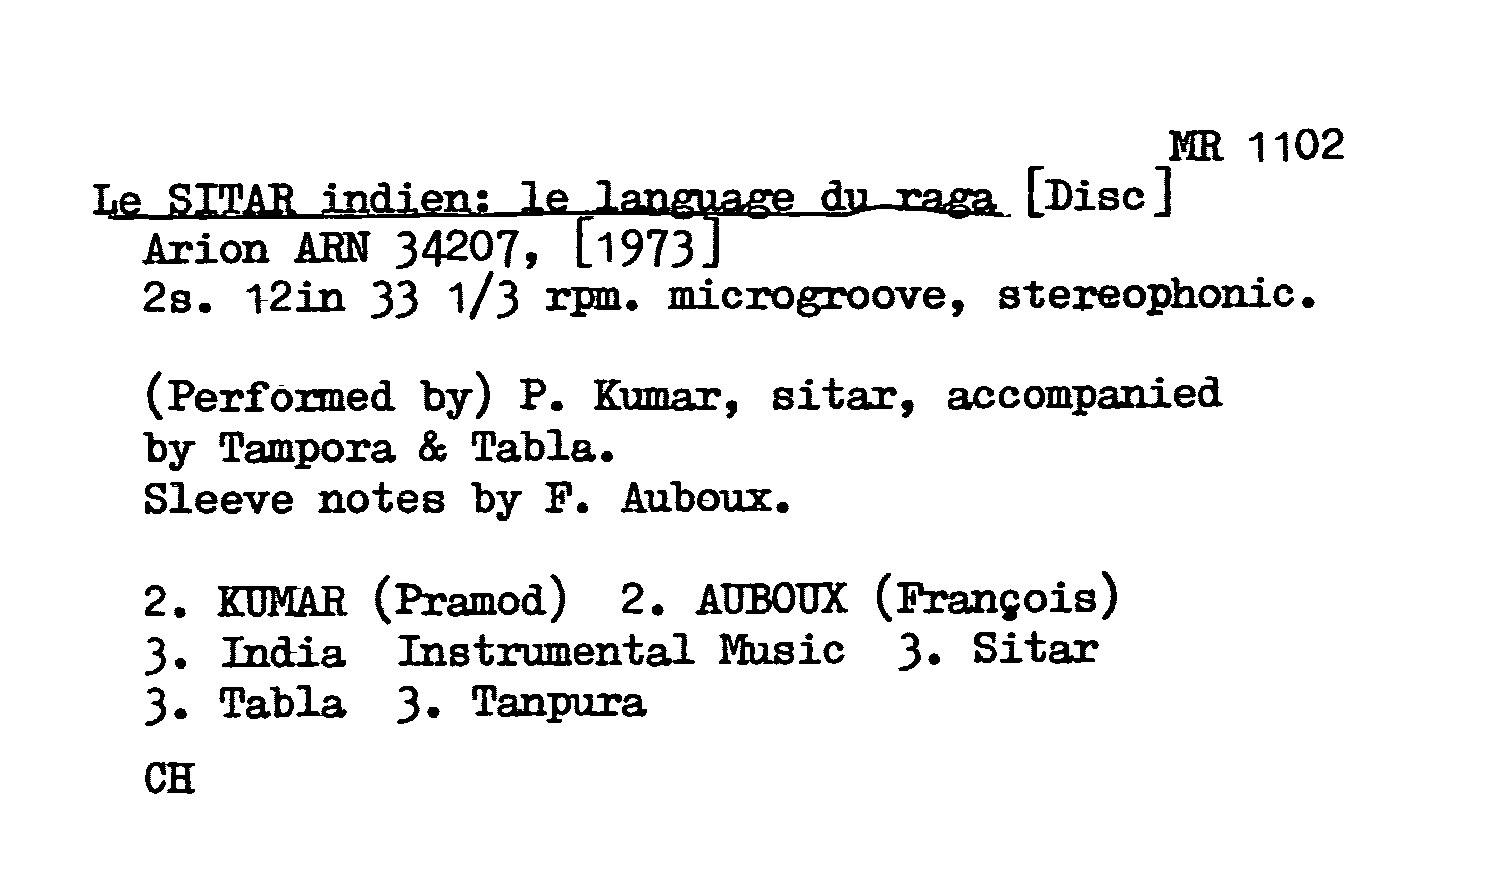 MR 1102
Le SITAR indien: le language du raga [Disc]
Arion ARN 34207, [1973]
2s. 12in 33 1/3 rpm. microgroove, stereophonic.
(Performed by) P. Kumar, sitar, accompanied
by Tampora & Tabla.
Sleeve notes by F. Auboux.
2. KUMAR (Pramod) 2. AUBOUX (François)
3. India Instrumental Music 3. Sitar
3. Tabla 3. Tanpura
CH